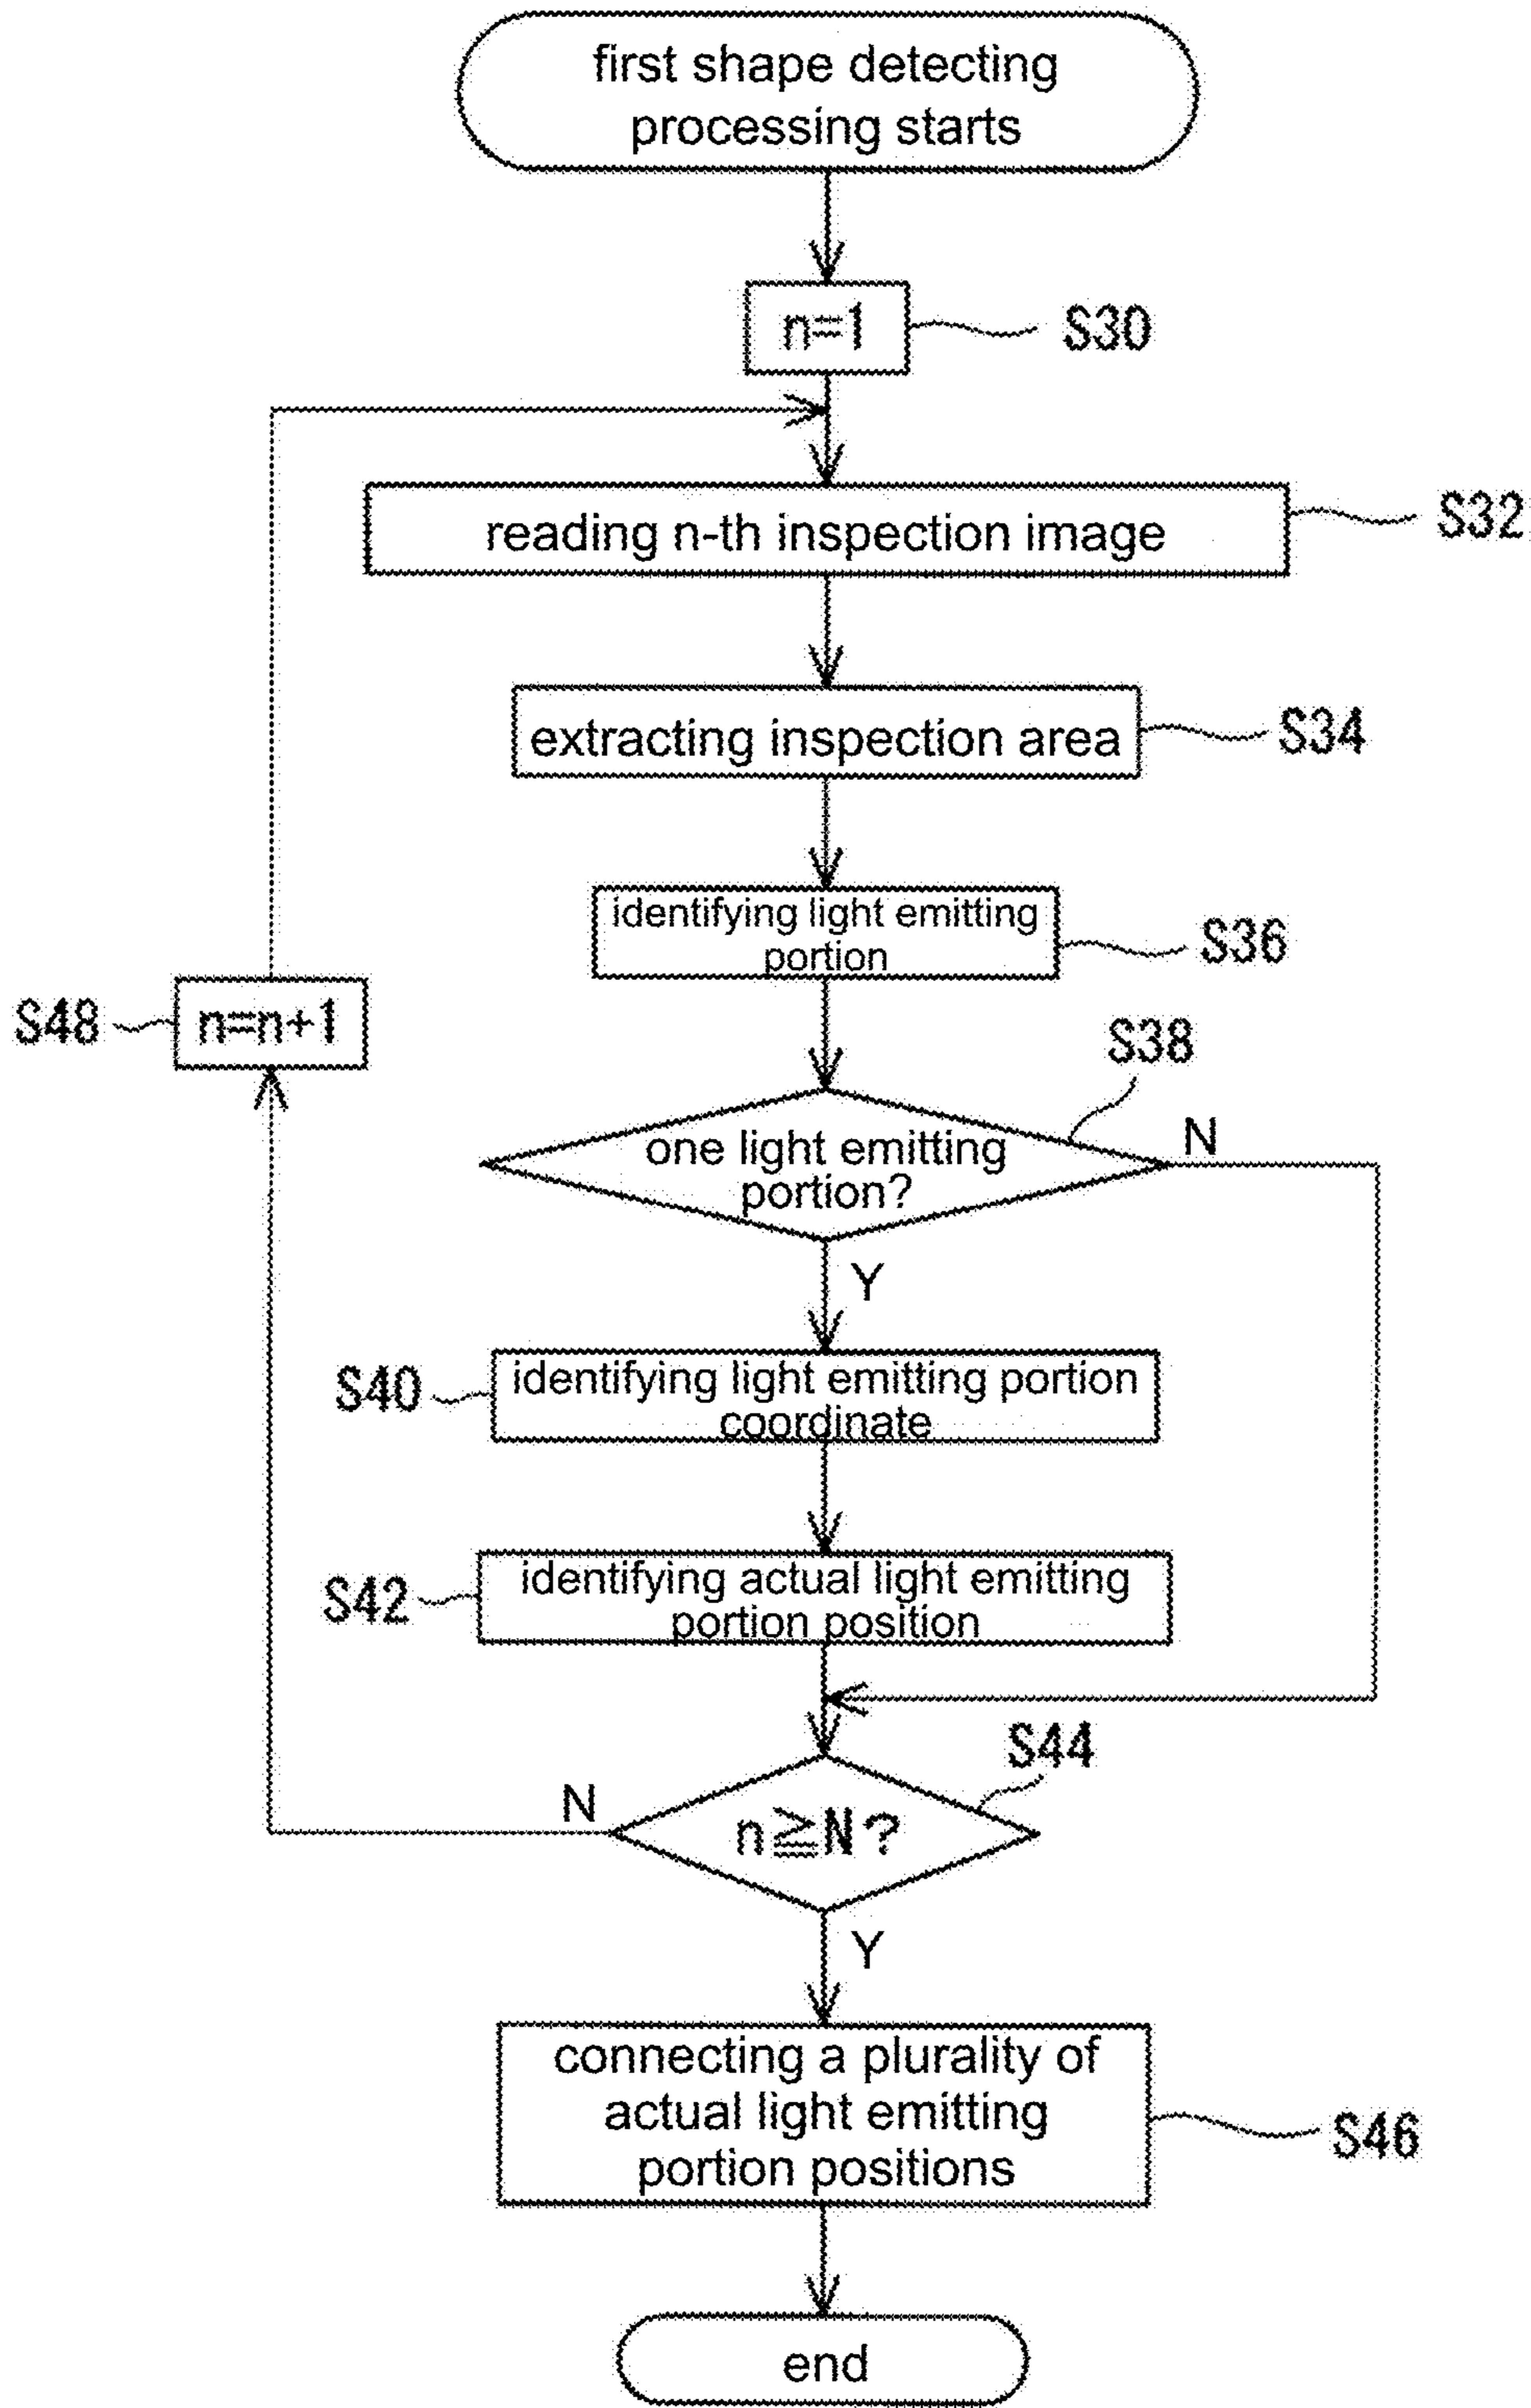 first shape detecting
processing starts
n=1
S30
reading n-th inspection image
S32
extracting inspection area
S34
identifying light emitting
portion
S36
S48
n=n+1
S38
one light emitting
portion?
N
Y
S40
identifying light emitting portion
coordinate
S42
identifying actual light emitting
portion position
S44
n≧N?
N
Y
connecting a plurality of
actual light emitting
portion positions
S46
end